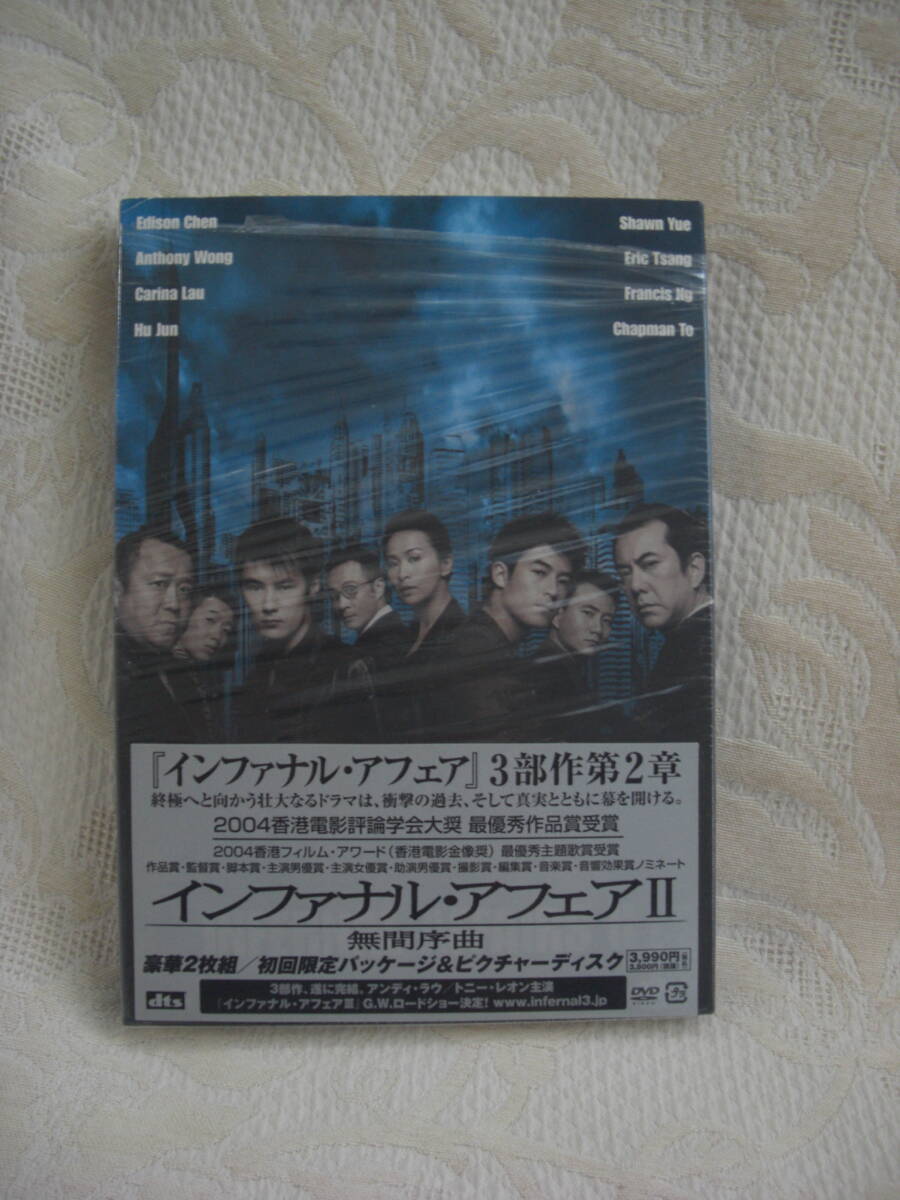 Edison Chen
Shawn Yue
Anthony Wong
Eric Tsang
Carina Lau
Francis Ng
Hu Jun
Chapman To
『インファナル・アフェア』3部作第2章
終極へと向かう壮大なるドラマは、衝撃の過去、そして真実とともに幕を開ける。
2004香港電影評論学会大奨 最優秀作品賞受賞
2004香港フィルム・アワード(香港電影金像奨) 最優秀主題歌賞受賞
作品賞・監督賞・脚本賞・主演男優賞・主演女優賞・助演男優賞・撮影賞・編集賞・音楽賞・音響効果賞ノミネート
インファナル・アフェアII
無間序曲
豪華2枚組/初回限定パッケージ&ピクチャーディスク
3,990円
3,800円
3部作、遂に完結。アンディ・ラウ/トニー・レオン主演
『インファナル・アフェアIII』G.W.ロードショー決定! www.infernal3.jp
dts
DVD
VIDEO